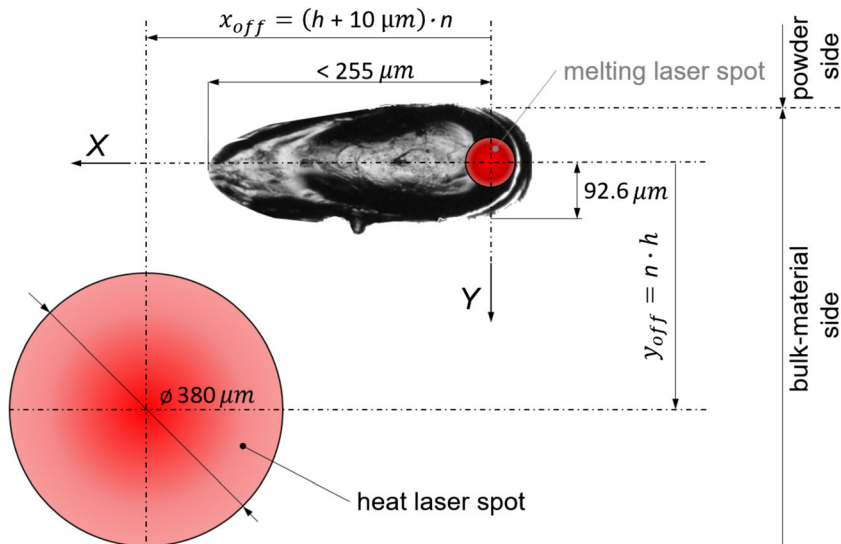 x_off = (h + 10 µm) · n
< 255 µm
melting laser spot
powder side
X
92.6 µm
Y
y_off = n · h
bulk-material side
ø 380 µm
heat laser spot